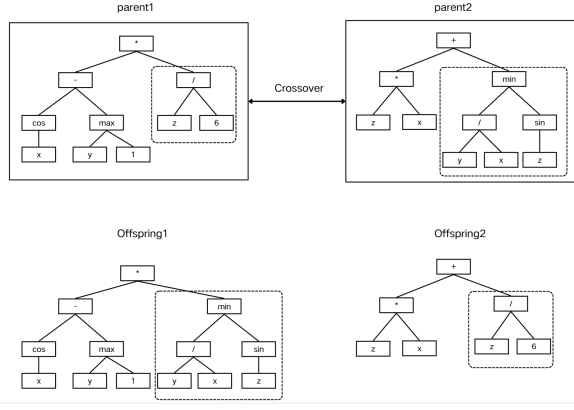 parent1
parent2
*
- /
cos max z 6
x y 1
Crossover
+
* min
z x / sin
y x z
Offspring1
Offspring2
*
- min
cos max / sin
x y 1 y x z
+
* /
z x z 6